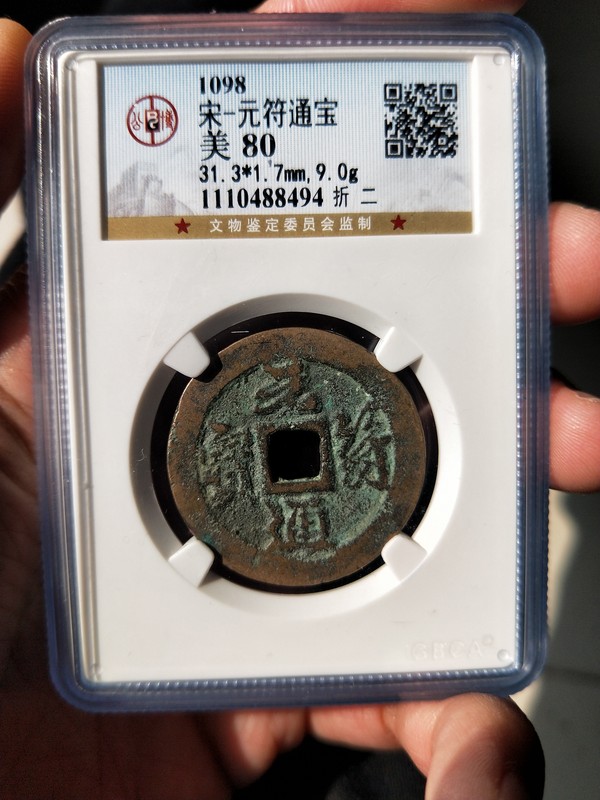 1098
宋-元符通宝
美 80
31.3*1.7mm,9.0g
1110488494 折 二
★ 文物鉴定委员会监制 ★
元
符
通
寳